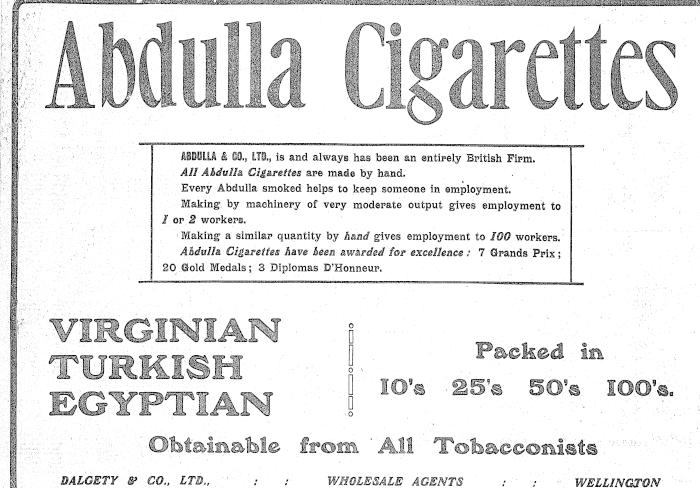 Abdulla Cigarettes
ABDULLA & CO., LTD., is and always has been an entirely British Firm.
All Abdulla Cigarettes are made by hand.
Every Abdulla smoked helps to keep someone in employment.
Making by machinery of very moderate output gives employment to
1 or 2 workers.
Making a similar quantity by hand gives employment to 100 workers.
Abdulla Cigarettes have been awarded for excellence: 7 Grands Prix;
20 Gold Medals; 3 Diplomas D'Honneur.
VIRGINIAN
TURKISH
EGYPTIAN
Packed in
10's 25's 50's 100's.
Obtainable from All Tobacconists
DALGETY & CO., LTD., : : WHOLESALE AGENTS : : WELLINGTON